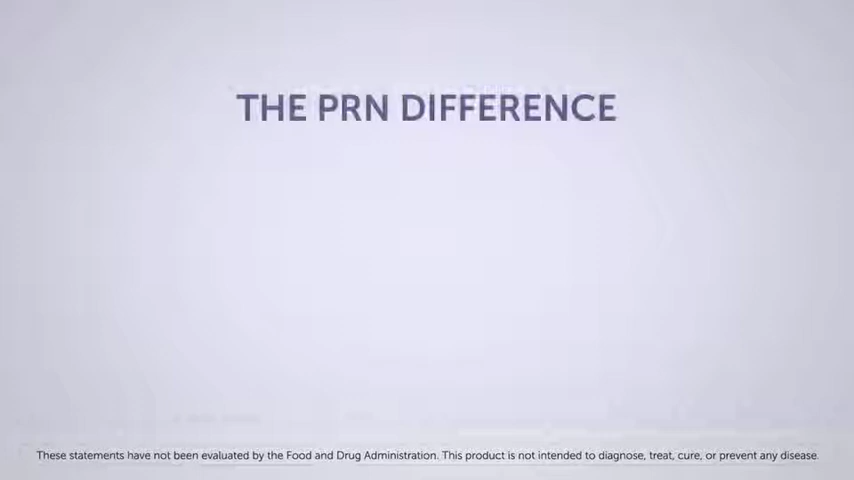 THE PRN DIFFERENCE
These statements have not been evaluated by the Food and Drug Administration. This product is not intended to diagnose, treat, cure, or prevent any disease.